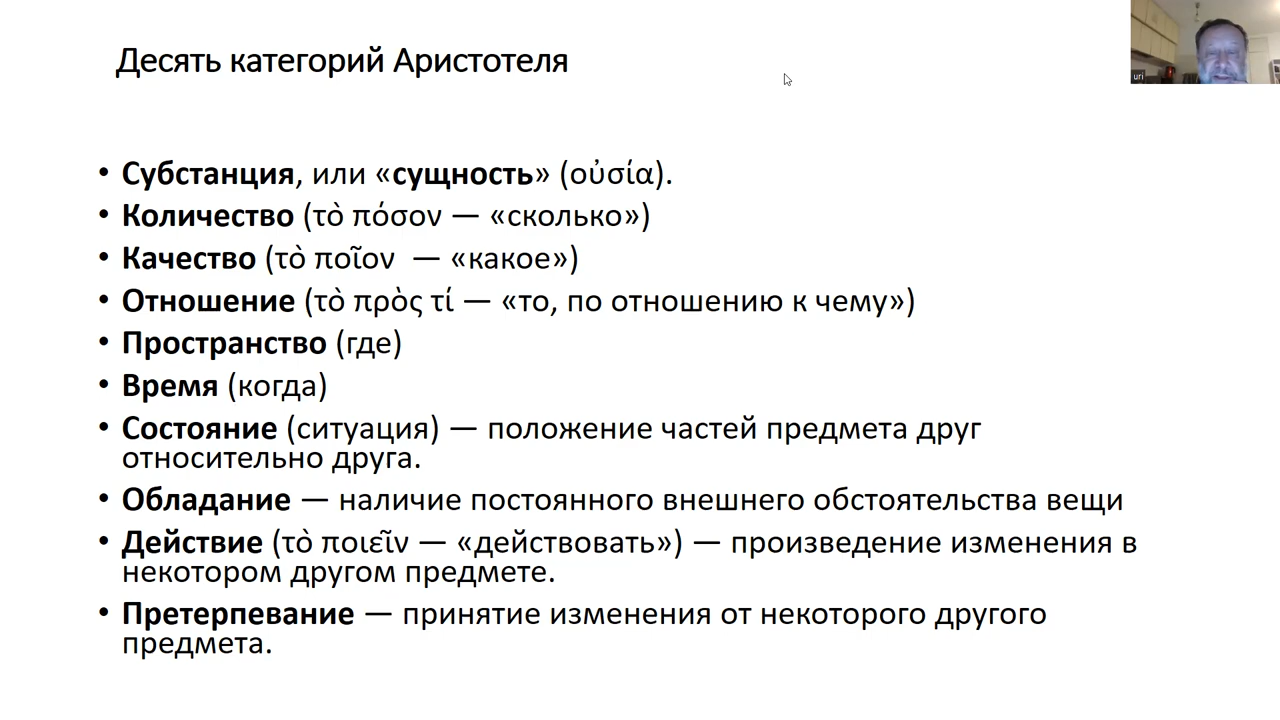 Десять категорий Аристотеля
uri
• Субстанция, или «сущность» (οὐσία).
• Количество (τὸ πόσον — «сколько»)
• Качество (τὸ ποῖον — «какое»)
• Отношение (τὸ πρὸς τί — «то, по отношению к чему»)
• Пространство (где)
• Время (когда)
• Состояние (ситуация) — положение частей предмета друг
относительно друга.
• Обладание — наличие постоянного внешнего обстоятельства вещи
• Действие (τὸ ποιεῖν — «действовать») — произведение изменения в
некотором другом предмете.
• Претерпевание — принятие изменения от некоторого другого
предмета.